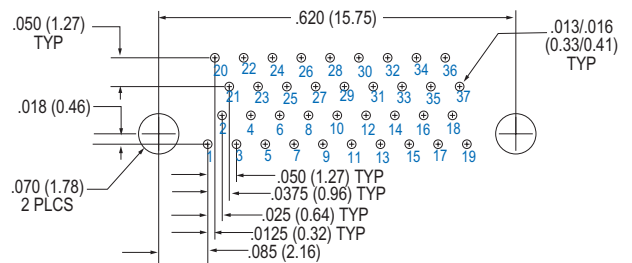 .620 (15.75)
.050 (1.27)
TYP
.013/.016
(0.33/0.41)
TYP
20 22 24 26 28 30 32 34 36
21 23 25 27 29 31 33 35 37
.018 (0.46)
2 4 6 8 10 12 14 16 18
1 3 5 7 9 11 13 15 17 19
.070 (1.78)
2 PLCS
.050 (1.27) TYP
.0375 (0.96) TYP
.025 (0.64) TYP
.0125 (0.32) TYP
.085 (2.16)